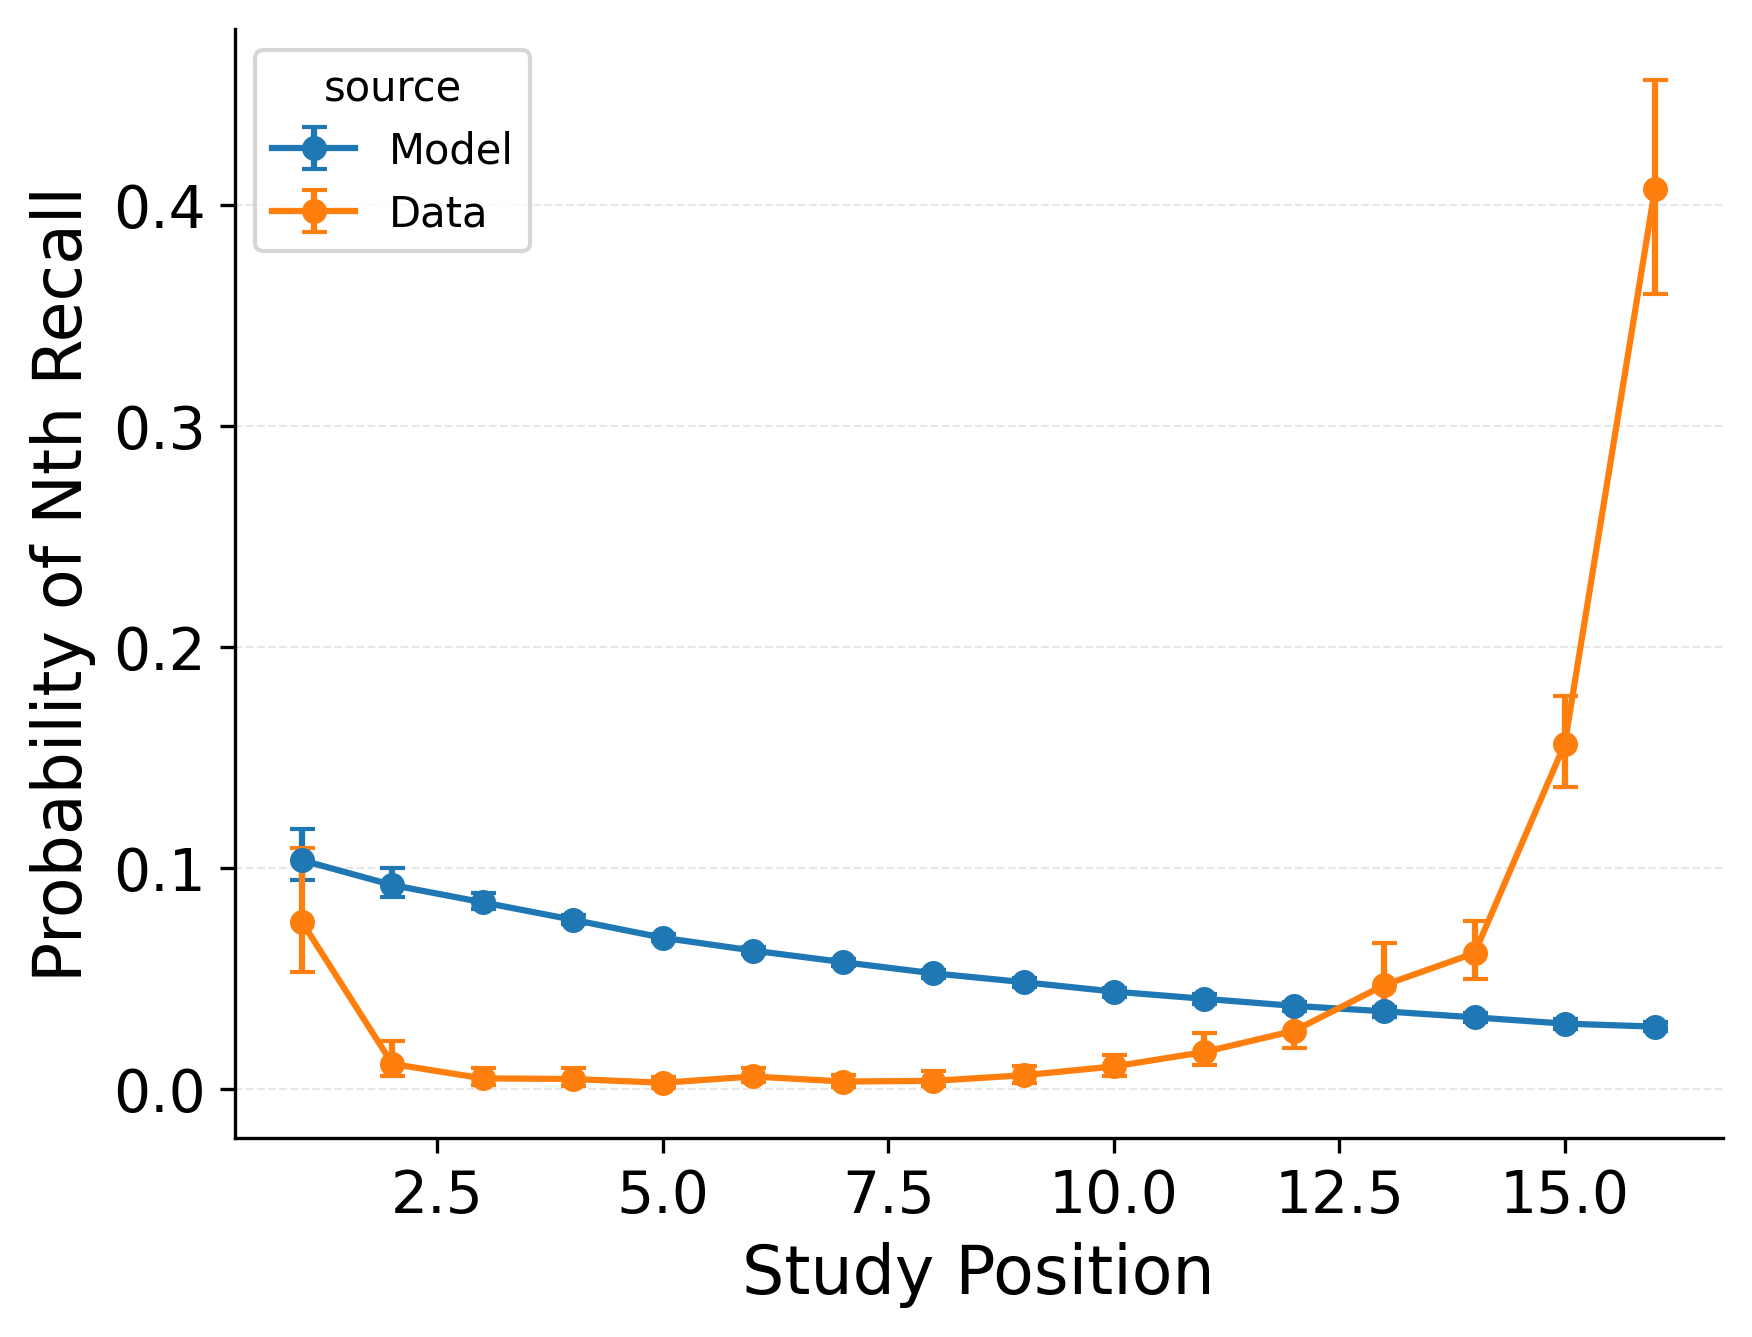 source
Model
Data
Probability of Nth Recall
0.4
0.3
0.2
0.1
0.0
2.5 5.0 7.5 10.0 12.5 15.0
Study Position